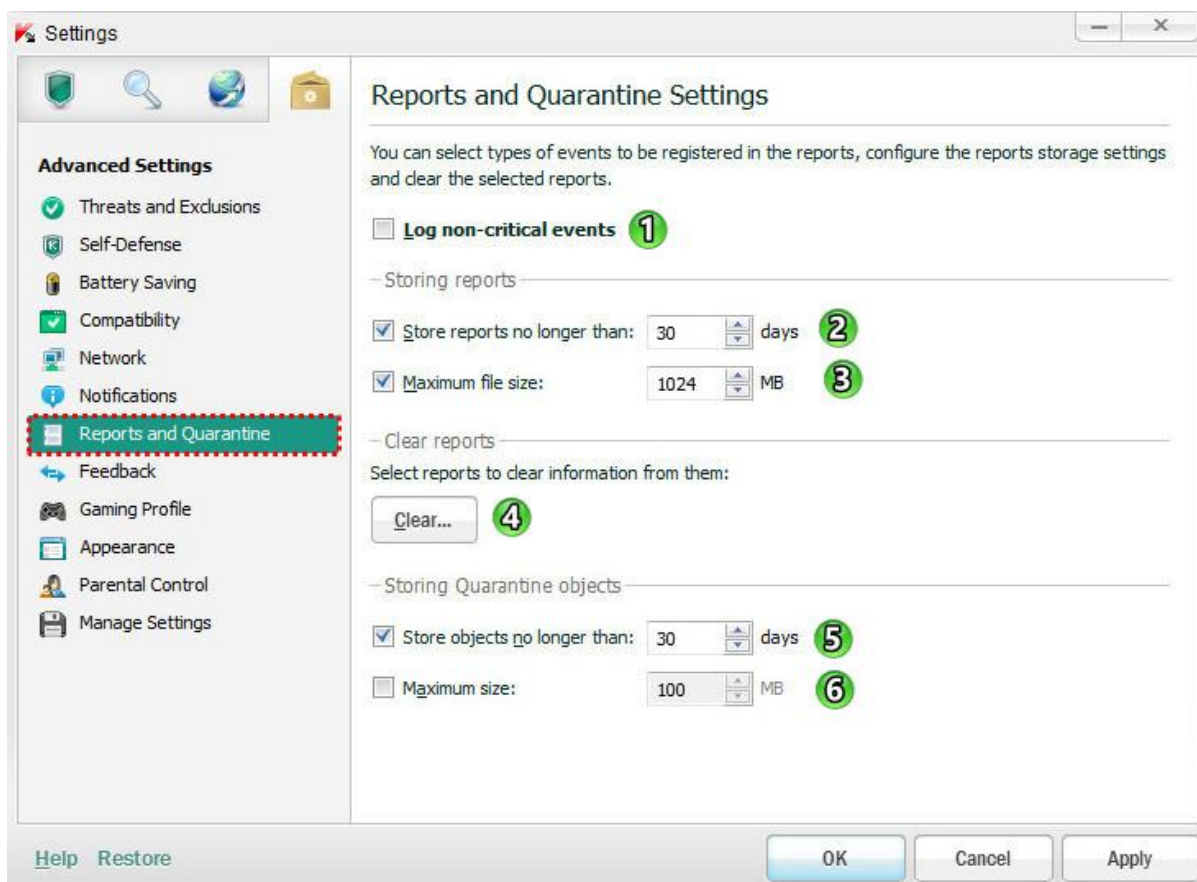 Settings
Advanced Settings
Threats and Exclusions
Self-Defense
Battery Saving
Compatibility
Network
Notifications
Reports and Quarantine
Feedback
Gaming Profile
Appearance
Parental Control
Manage Settings
Reports and Quarantine Settings
You can select types of events to be registered in the reports, configure the reports storage settings
and clear the selected reports.
Log non-critical events 1
Storing reports
Store reports no longer than: 30 days 2
Maximum file size: 1024 MB 3
Clear reports
Select reports to clear information from them:
Clear... 4
Storing Quarantine objects
Store objects no longer than: 30 days 5
Maximum size: 100 MB 6
Help Restore OK Cancel Apply